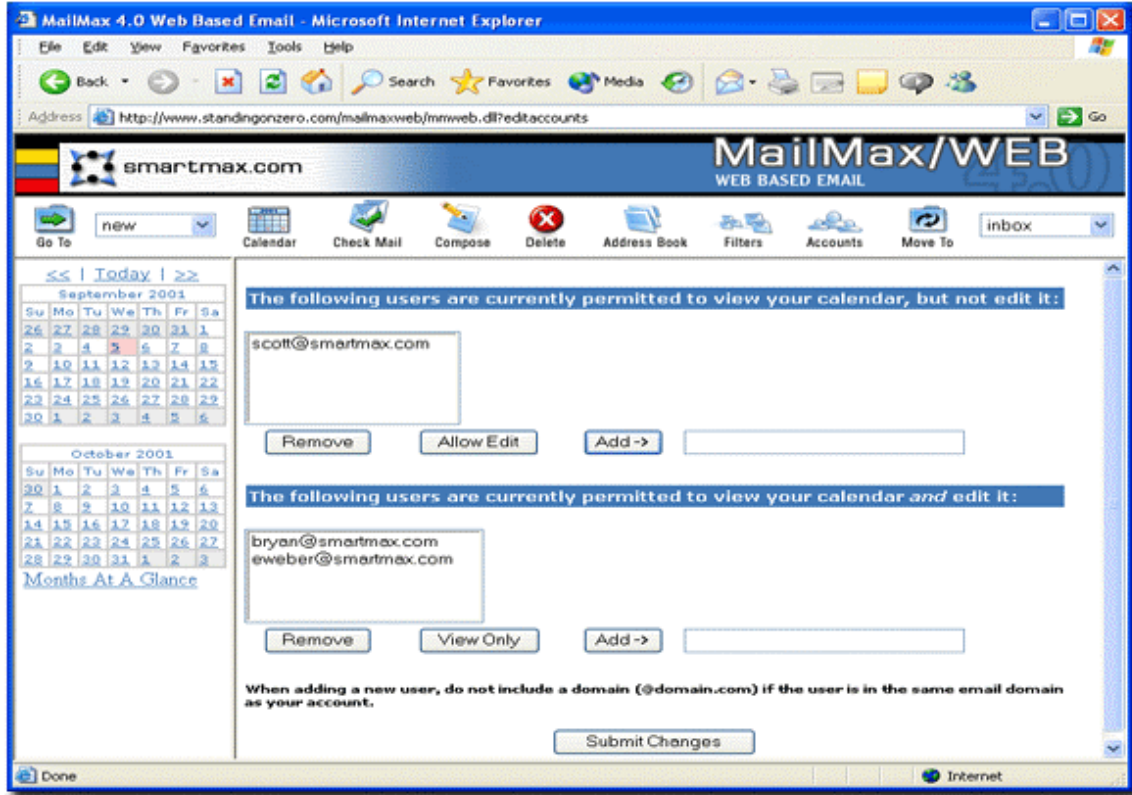 MailMax 4.0 Web Based Email - Microsoft Internet Explorer
File Edit View Favorites Tools Help
Back Search Favorites Media
Address http://www.standingonzero.com/mailmaxweb/mmweb.dll?editaccounts Go
smartmax.com MailMax/WEB
WEB BASED EMAIL 4.0
Go To new Calendar Check Mail Compose Delete Address Book Filters Accounts Move To inbox
<< | Today | >>
September 2001
Su Mo Tu We Th Fr Sa
26 27 28 29 30 31 1
2 3 4 5 6 7 8
9 10 11 12 13 14 15
16 17 18 19 20 21 22
23 24 25 26 27 28 29
30 1 2 3 4 5 6
October 2001
Su Mo Tu We Th Fr Sa
30 1 2 3 4 5 6
7 8 9 10 11 12 13
14 15 16 17 18 19 20
21 22 23 24 25 26 27
28 29 30 31 1 2 3
Months At A Glance
The following users are currently permitted to view your calendar, but not edit it:
scott@smartmax.com
Remove Allow Edit Add ->
The following users are currently permitted to view your calendar and edit it:
bryan@smartmax.com
eweber@smartmax.com
Remove View Only Add ->
When adding a new user, do not include a domain (@domain.com) if the user is in the same email domain
as your account.
Submit Changes
Done Internet